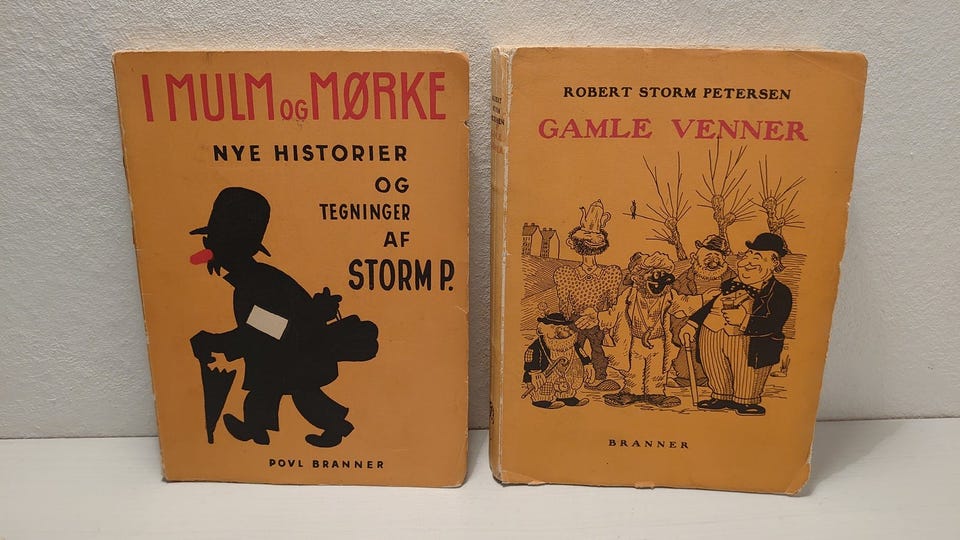 I MULM OG MØRKE
NYE HISTORIER
OG
TEGNINGER
AF
STORM P.
POVL BRANNER
ROBERT STORM PETERSEN
GAMLE VENNER
BRANNER